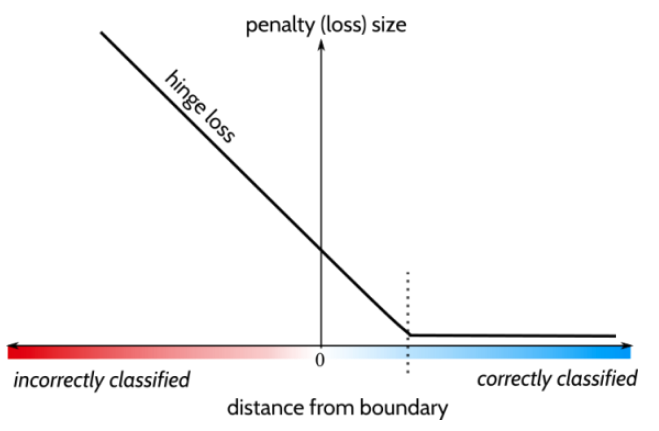 penalty (loss) size
hinge loss
0
incorrectly classified
correctly classified
distance from boundary